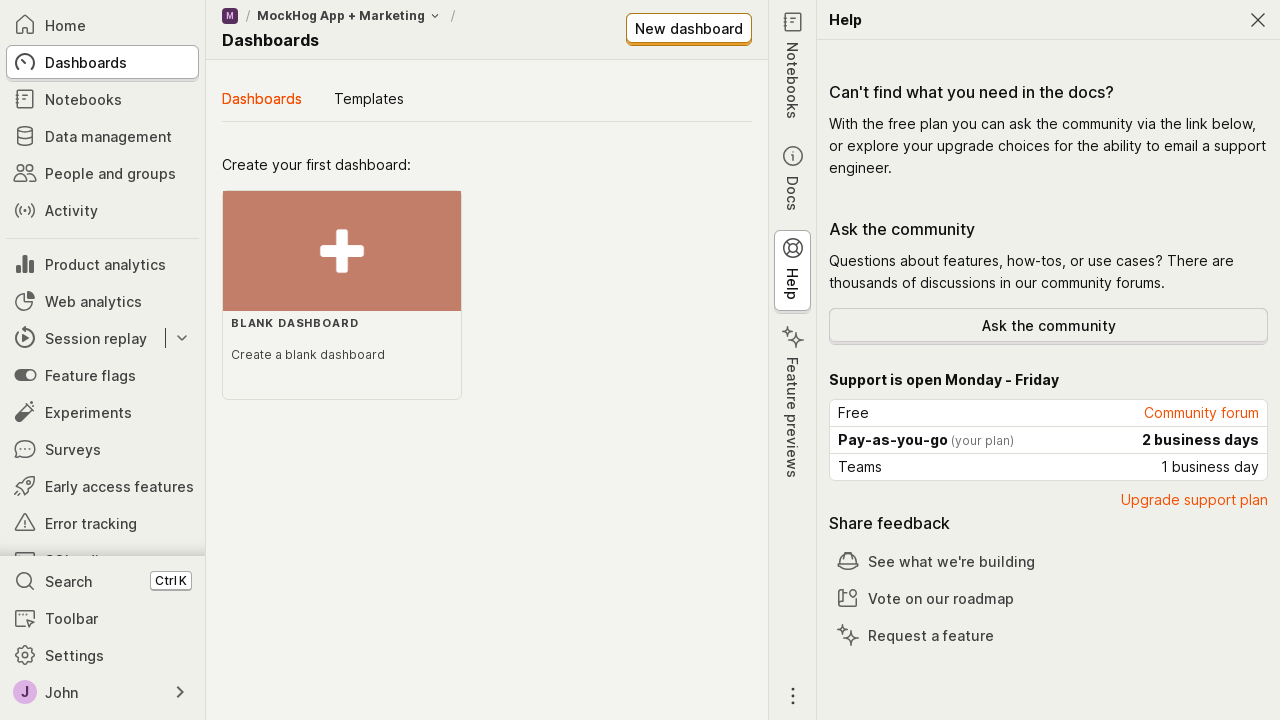 Home
Dashboards
Notebooks
Data management
People and groups
Activity
Product analytics
Web analytics
Session replay
Feature flags
Experiments
Surveys
Early access features
Error tracking
Search Ctrl K
Toolbar
Settings
J John
M / MockHog App + Marketing /
Dashboards
New dashboard
Dashboards Templates
Create your first dashboard:
BLANK DASHBOARD
Create a blank dashboard
Notebooks
Docs
Help
Feature previews
Help
Can't find what you need in the docs?
With the free plan you can ask the community via the link below,
or explore your upgrade choices for the ability to email a support
engineer.
Ask the community
Questions about features, how-tos, or use cases? There are
thousands of discussions in our community forums.
Ask the community
Support is open Monday - Friday
Free Community forum
Pay-as-you-go (your plan) 2 business days
Teams 1 business day
Upgrade support plan
Share feedback
See what we're building
Vote on our roadmap
Request a feature